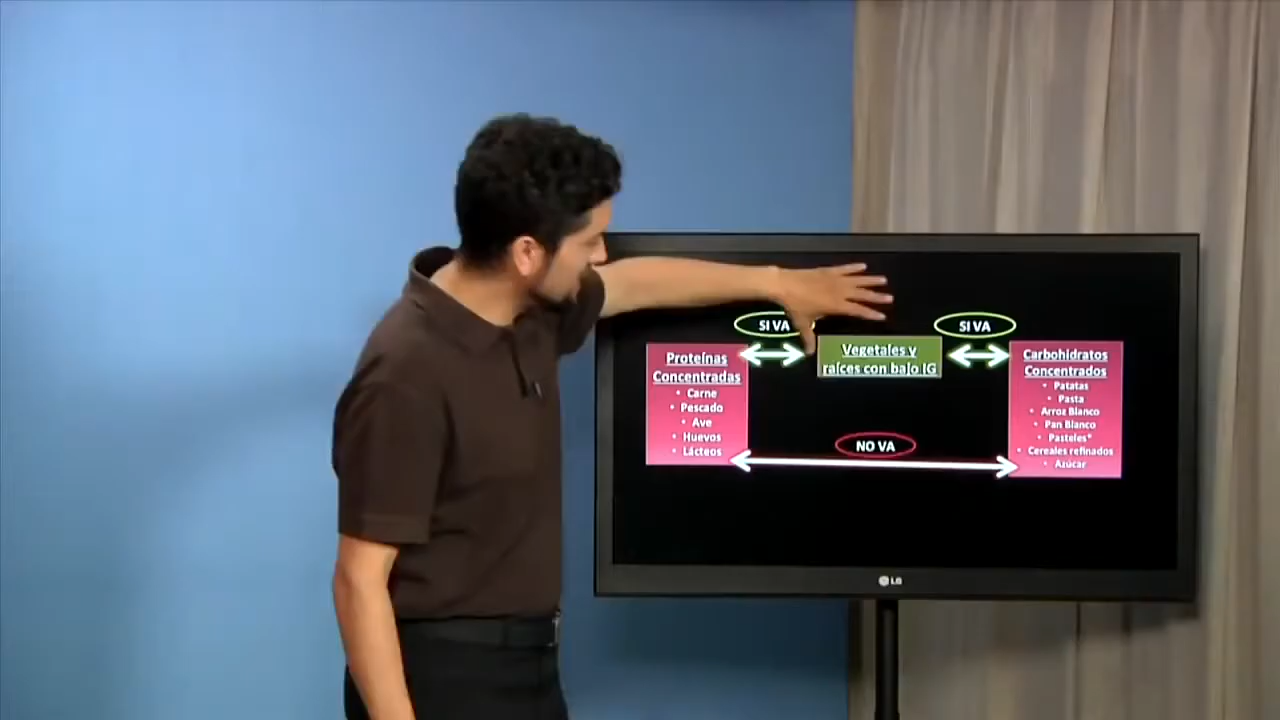 SI VA
SI VA
Proteínas
Concentradas
• Carne
• Pescado
• Ave
• Huevos
• Lácteos
Vegetales y
raíces con bajo IG
Carbohidratos
Concentrados
• Patatas
• Pasta
• Arroz Blanco
• Pan Blanco
• Pasteles*
• Cereales refinados
• Azúcar
NO VA
LG